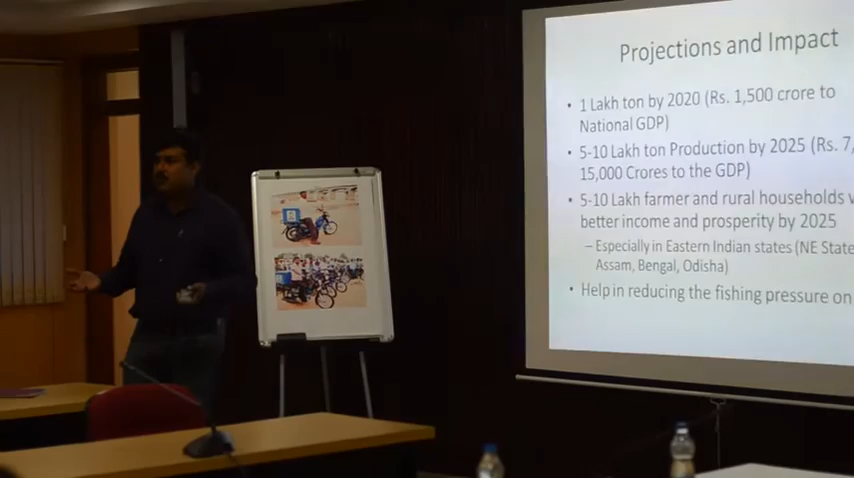 Projections and Impact
• 1 Lakh ton by 2020 (Rs. 1,500 crore to
National GDP)
• 5-10 Lakh ton Production by 2025 (Rs. 7,
15,000 Crores to the GDP)
• 5-10 Lakh farmer and rural households
better income and prosperity by 2025
– Especially in Eastern Indian states (NE State
Assam, Bengal, Odisha)
• Help in reducing the fishing pressure on